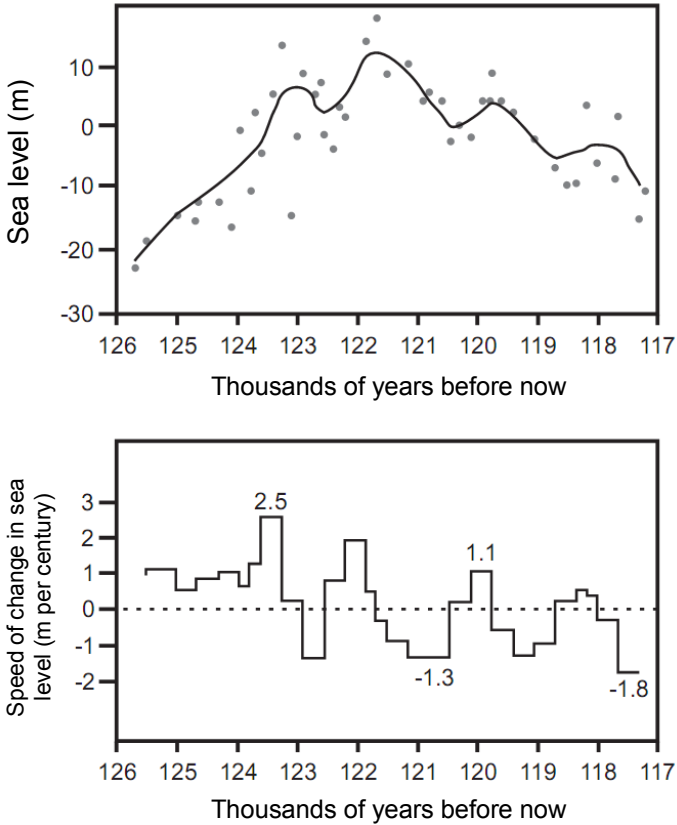 Sea level (m)
10
0
-10
-20
-30
126 125 124 123 122 121 120 119 118 117
Thousands of years before now
Speed of change in sea
level (m per century)
3
2
1
0
-1
-2
2.5
1.1
-1.3
-1.8
126 125 124 123 122 121 120 119 118 117
Thousands of years before now